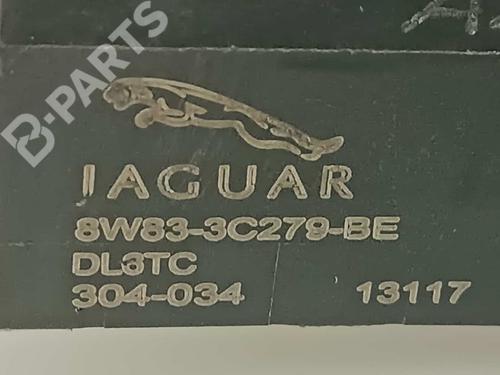 B-PARTS
JAGUAR
8W83-3C279-BE
DL3TC
304-034 13117